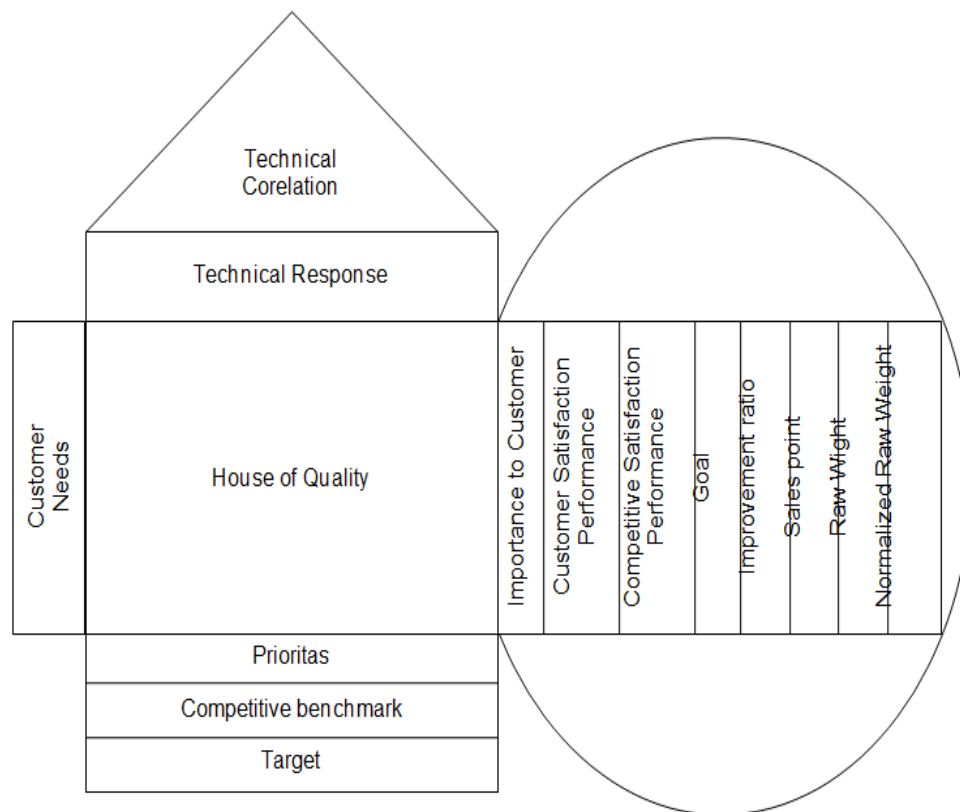 Technical
Corelation
Technical Response
Customer
Needs
House of Quality
Importance to Customer
Customer Satisfaction
Performance
Competitive Satisfaction
Performance
Goal
Improvement ratio
Sales point
Raw Wight
Normalized Raw Weight
Prioritas
Competitive benchmark
Target